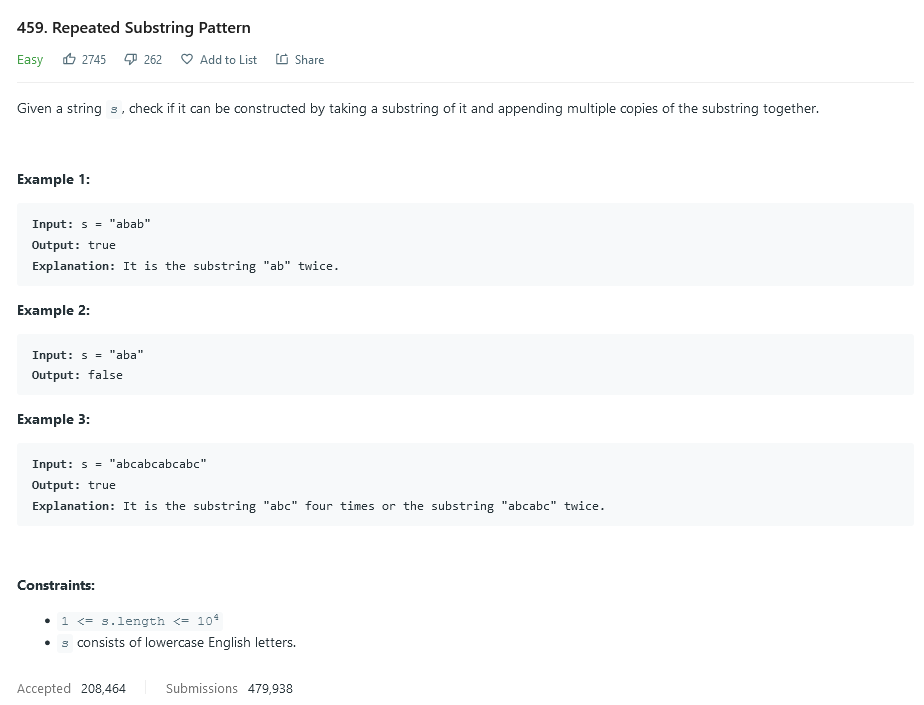 459. Repeated Substring Pattern
Easy 2745 262 Add to List Share
Given a string s, check if it can be constructed by taking a substring of it and appending multiple copies of the substring together.
Example 1:
Input: s = "abab"
Output: true
Explanation: It is the substring "ab" twice.
Example 2:
Input: s = "aba"
Output: false
Example 3:
Input: s = "abcabcabcabc"
Output: true
Explanation: It is the substring "abc" four times or the substring "abcabc" twice.
Constraints:
• 1 <= s.length <= 10⁴
• s consists of lowercase English letters.
Accepted 208,464 Submissions 479,938